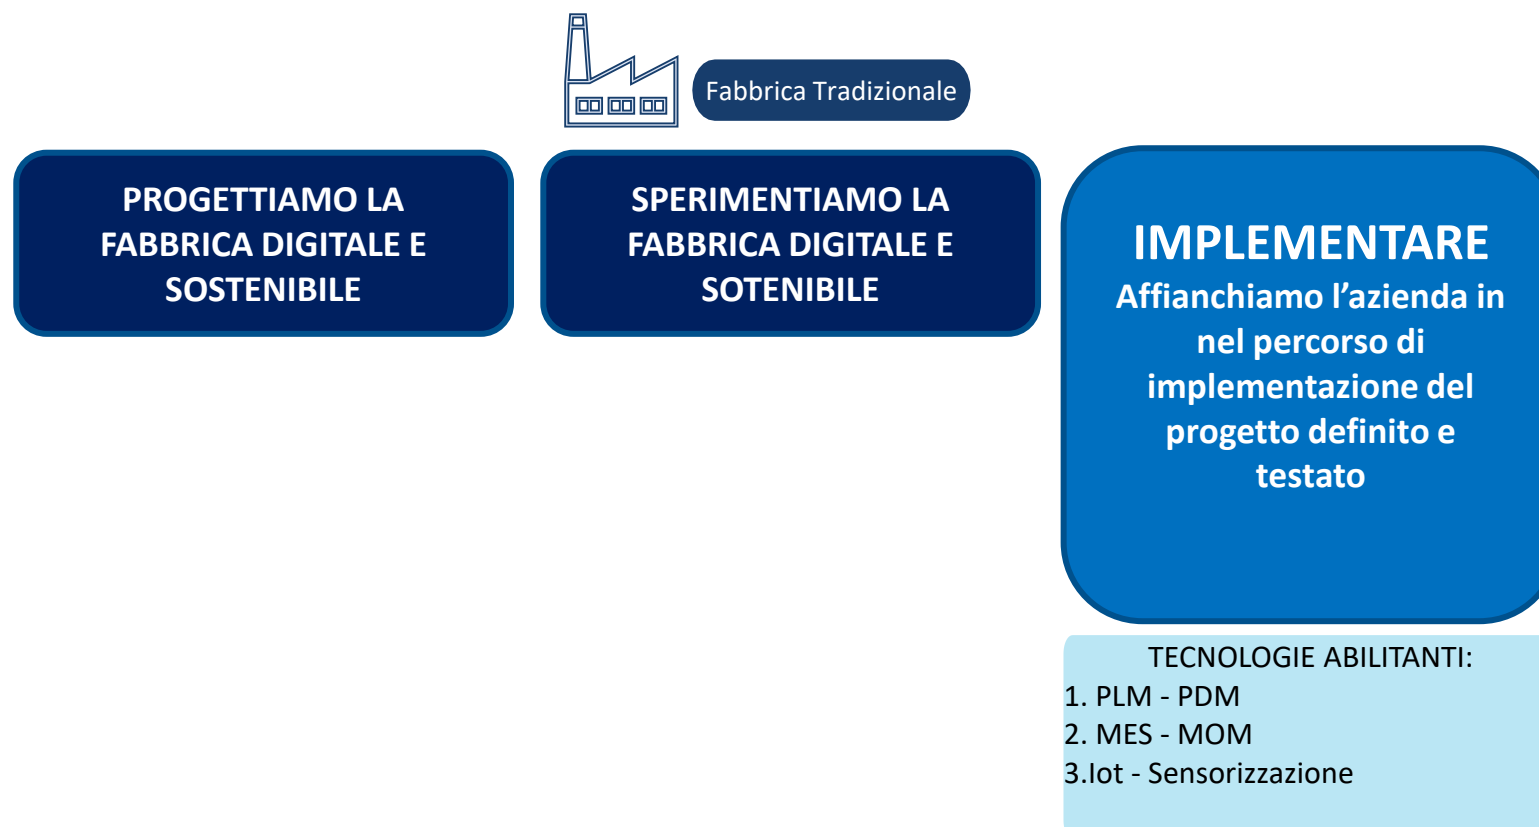 Fabbrica Tradizionale
PROGETTIAMO LA
FABBRICA DIGITALE E
SOSTENIBILE
SPERIMENTIAMO LA
FABBRICA DIGITALE E
SOTENIBILE
IMPLEMENTARE
Affianchiamo l’azienda in
nel percorso di
implementazione del
progetto definito e
testato
TECNOLOGIE ABILITANTI:
1. PLM - PDM
2. MES - MOM
3.Iot - Sensorizzazione